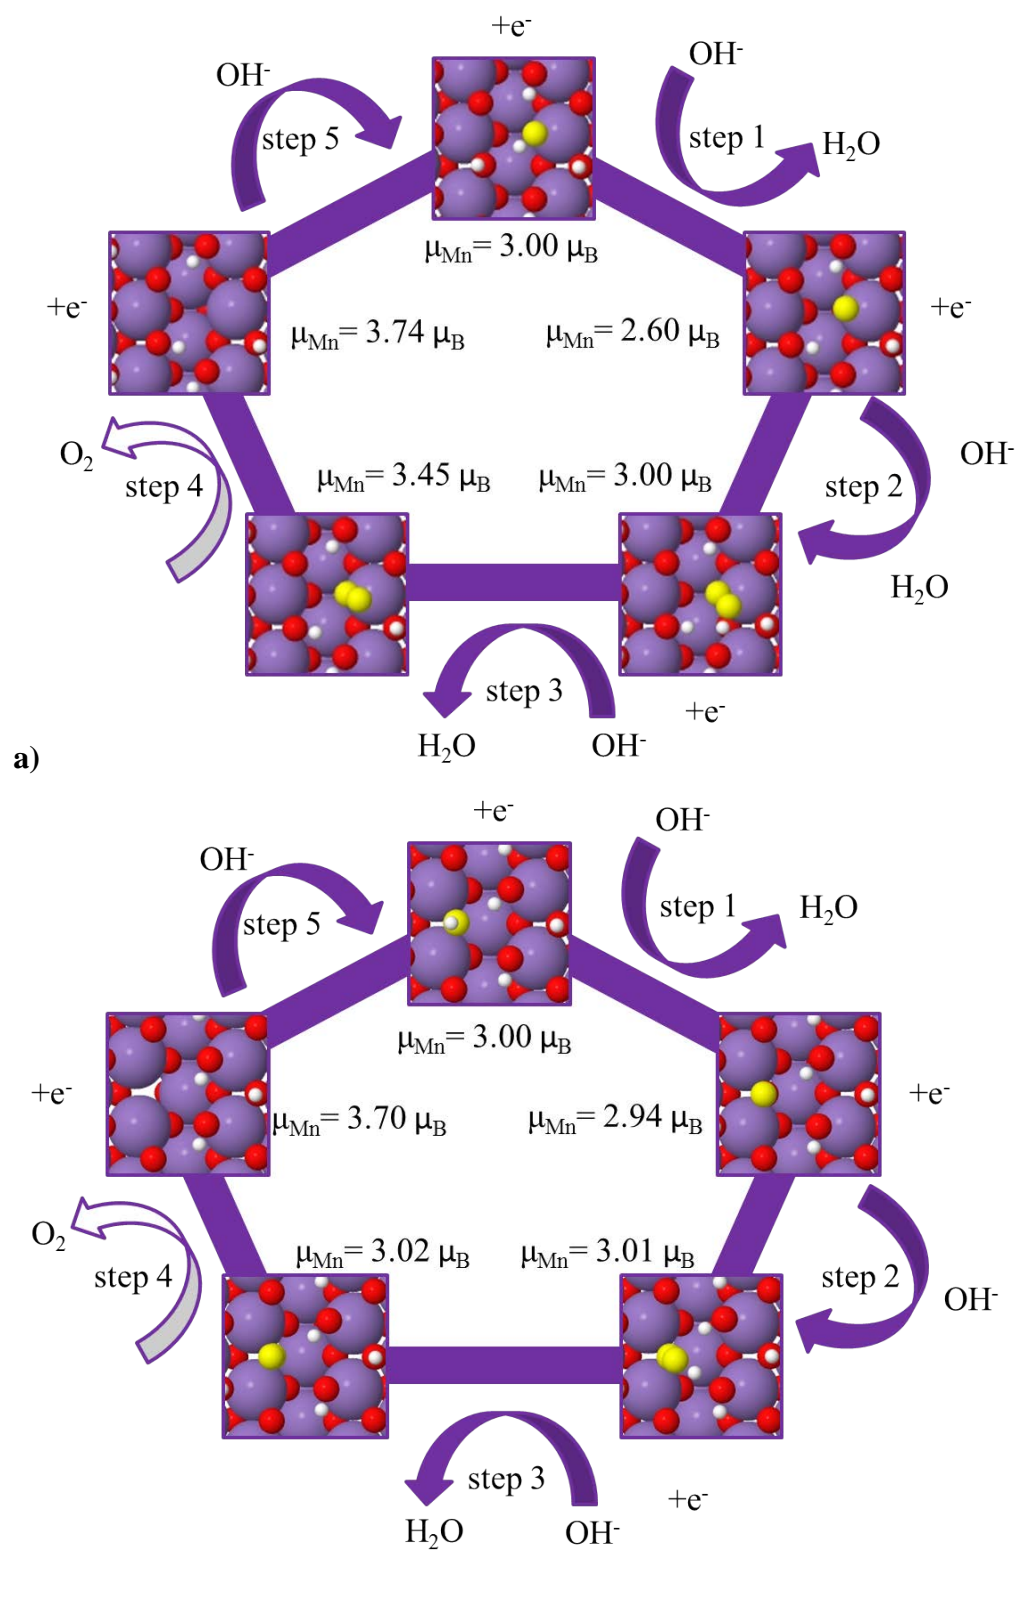 +e-
OH-
OH-
step 5
step 1
H2O
μMn= 3.00 μB
+e-
μMn= 3.74 μB
μMn= 2.60 μB
+e-
O2
step 4
μMn= 3.45 μB
μMn= 3.00 μB
step 2
OH-
H2O
step 3
+e-
H2O
OH-
a)
+e-
OH-
OH-
step 5
step 1
H2O
μMn= 3.00 μB
+e-
μMn= 3.70 μB
μMn= 2.94 μB
+e-
O2
step 4
μMn= 3.02 μB
μMn= 3.01 μB
step 2
OH-
step 3
+e-
H2O
OH-